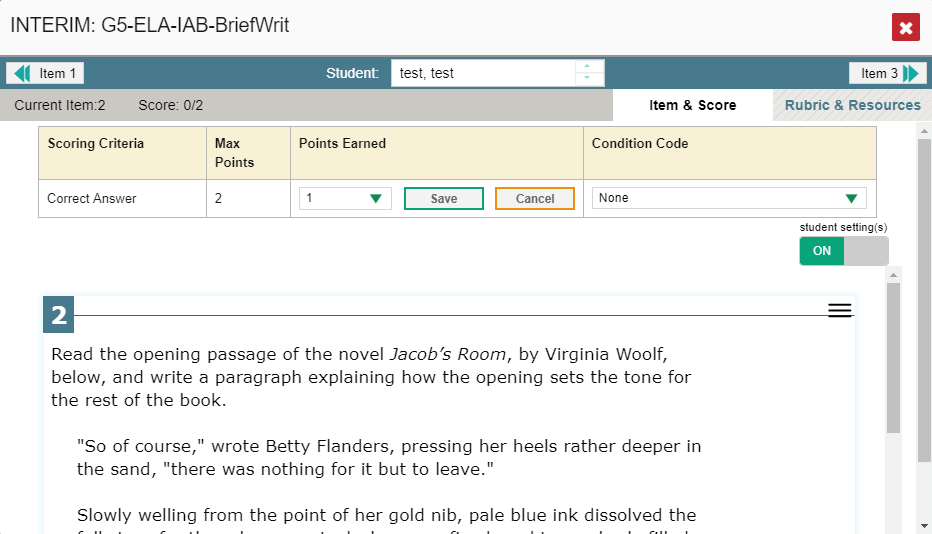 INTERIM: G5-ELA-IAB-BriefWrit
Item 1
Student:
test, test
Item 3
Current Item:2
Score: 0/2
Item & Score
Rubric & Resources
Scoring Criteria
Max
Points
Points Earned
Condition Code
Correct Answer
2
1
Save
Cancel
None
student setting(s)
ON
2
Read the opening passage of the novel Jacob's Room, by Virginia Woolf,
below, and write a paragraph explaining how the opening sets the tone for
the rest of the book.
"So of course," wrote Betty Flanders, pressing her heels rather deeper in
the sand, "there was nothing for it but to leave."
Slowly welling from the point of her gold nib, pale blue ink dissolved the